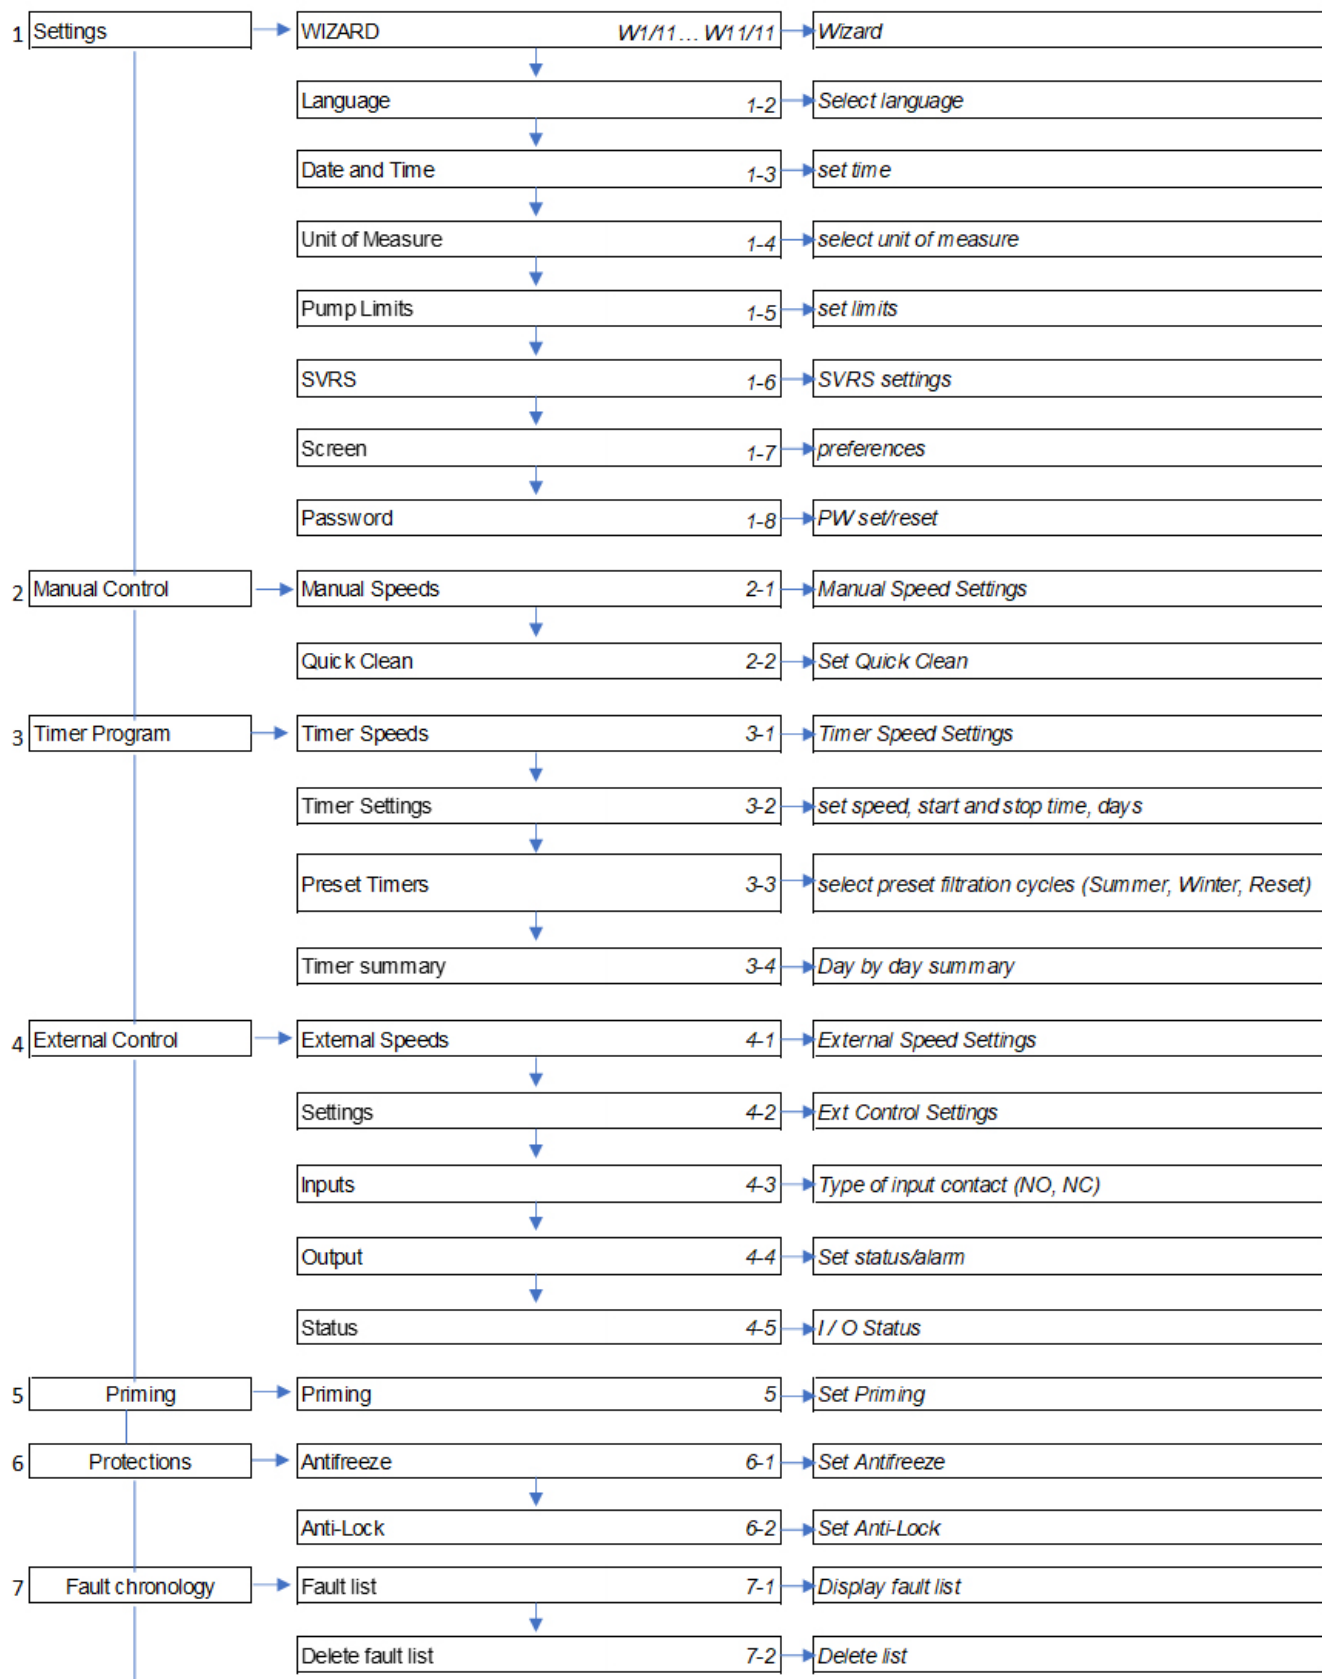 1 Settings WIZARD W1/11... W11/11 Wizard
Language 1-2 Select language
Date and Time 1-3 set time
Unit of Measure 1-4 select unit of measure
Pump Limits 1-5 set limits
SVRS 1-6 SVRS settings
Screen 1-7 preferences
Password 1-8 PW set/reset
2 Manual Control Manual Speeds 2-1 Manual Speed Settings
Quick Clean 2-2 Set Quick Clean
3 Timer Program Timer Speeds 3-1 Timer Speed Settings
Timer Settings 3-2 set speed, start and stop time, days
Preset Timers 3-3 select preset filtration cycles (Summer, Winter, Reset)
Timer summary 3-4 Day by day summary
4 External Control External Speeds 4-1 External Speed Settings
Settings 4-2 Ext Control Settings
Inputs 4-3 Type of input contact (NO, NC)
Output 4-4 Set status/alarm
Status 4-5 I / O Status
5 Priming Priming 5 Set Priming
6 Protections Antifreeze 6-1 Set Antifreeze
Anti-Lock 6-2 Set Anti-Lock
7 Fault chronology Fault list 7-1 Display fault list
Delete fault list 7-2 Delete list